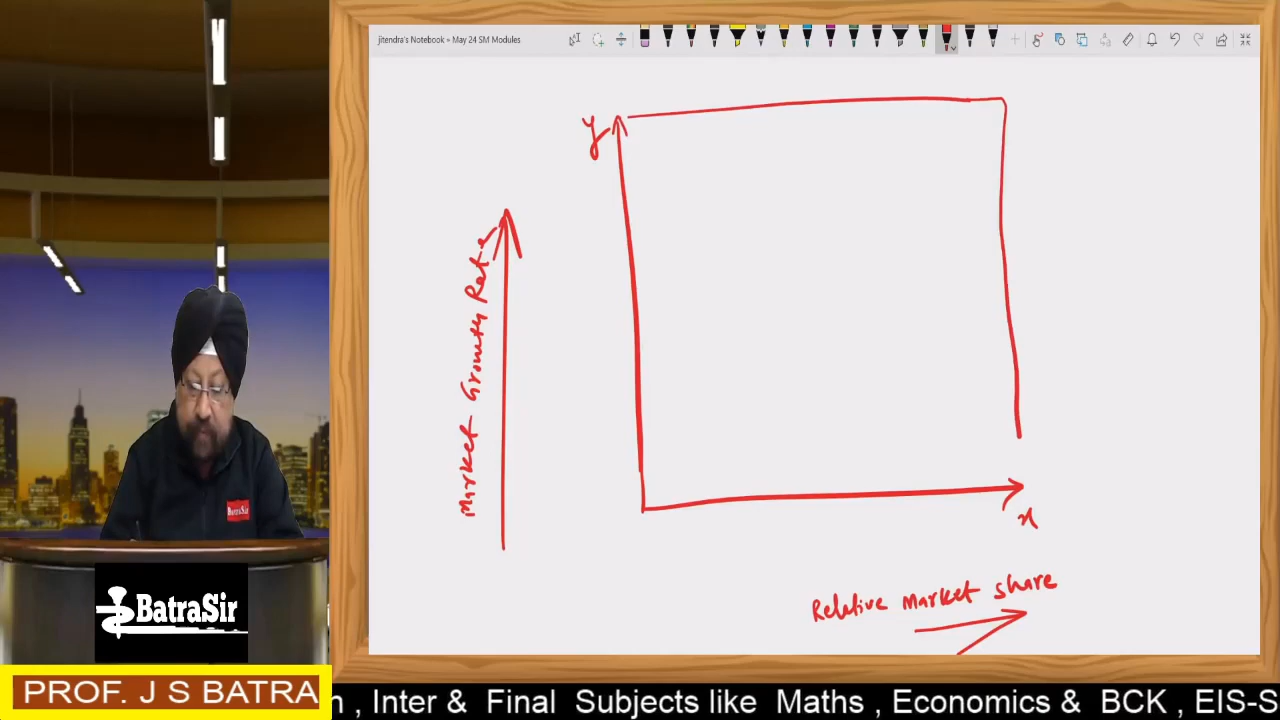 jitendra's Notebook » May 24 SM Modules
y
Market Growth Rate
x
Relative Market share
BatraSir
BatraSir
PROF. J S BATRA
, Inter & Final Subjects like Maths , Economics & BCK , EIS-S